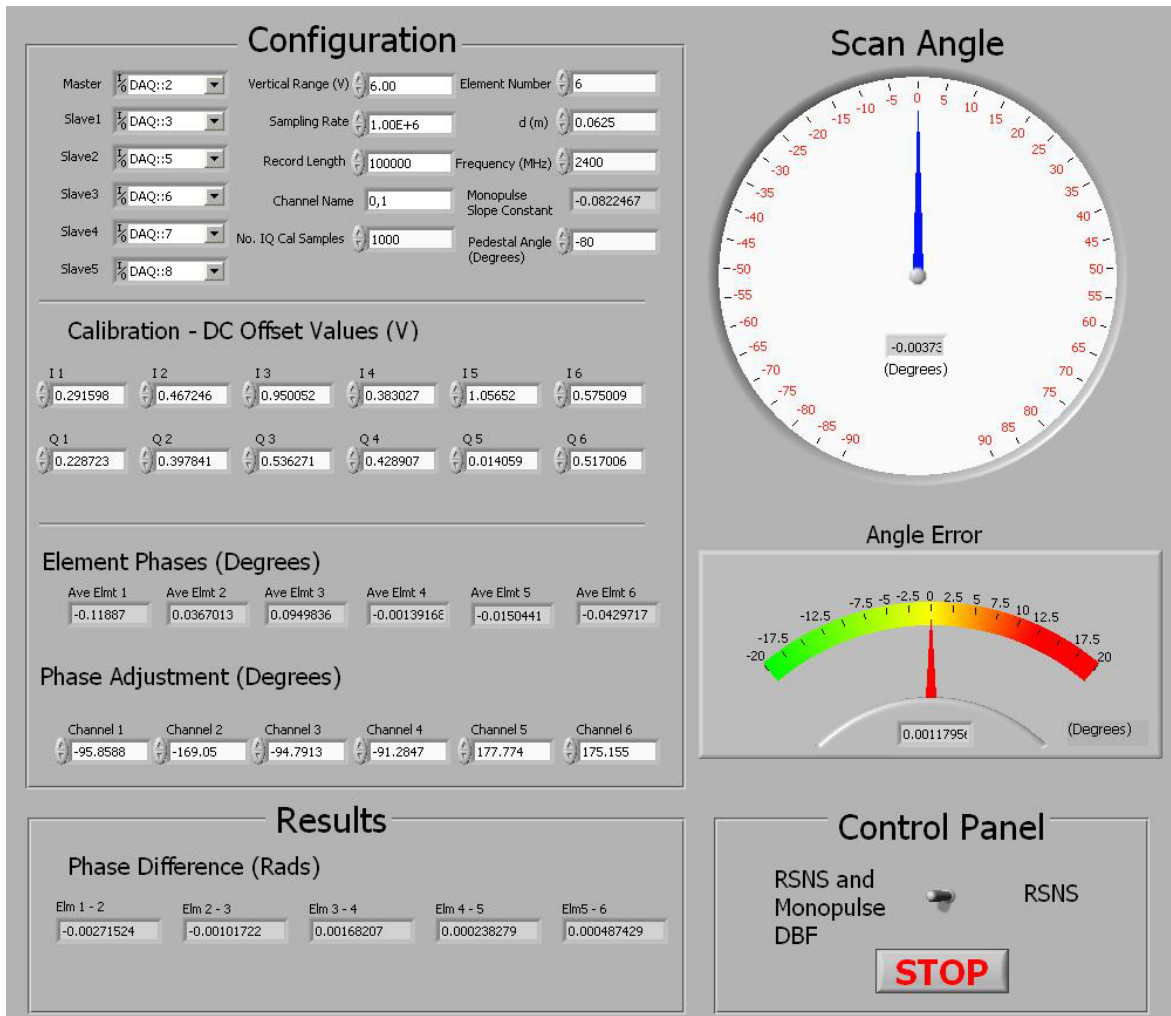 Configuration
Master DAQ::2 Vertical Range (V) 6.00 Element Number 6
Slave1 DAQ::3 Sampling Rate 1.00E+6 d (m) 0.0625
Slave2 DAQ::5 Record Length 100000 Frequency (MHz) 2400
Slave3 DAQ::6 Channel Name 0,1 Monopulse Slope Constant -0.0822467
Slave4 DAQ::7 No. IQ Cal Samples 1000 Pedestal Angle (Degrees) -80
Slave5 DAQ::8
Calibration - DC Offset Values (V)
I 1 I 2 I 3 I 4 I 5 I 6
0.291598 0.467246 0.950052 0.383027 1.05652 0.575009
Q 1 Q 2 Q 3 Q 4 Q 5 Q 6
0.228723 0.397841 0.536271 0.428907 0.014059 0.517006
Element Phases (Degrees)
Ave Elmt 1 Ave Elmt 2 Ave Elmt 3 Ave Elmt 4 Ave Elmt 5 Ave Elmt 6
-0.11887 0.0367013 0.0949836 -0.00139168 -0.0150441 -0.0429717
Phase Adjustment (Degrees)
Channel 1 Channel 2 Channel 3 Channel 4 Channel 5 Channel 6
-95.8588 -169.05 -94.7913 -91.2847 177.774 175.155
Results
Phase Difference (Rads)
Elm 1 - 2 Elm 2 - 3 Elm 3 - 4 Elm 4 - 5 Elm5 - 6
-0.00271524 -0.00101722 0.00168207 0.000238279 0.000487429
Scan Angle
-90 -85 -80 -75 -70 -65 -60 -55 -50 -45 -40 -35 -30 -25 -20 -15 -10 -5 0 5 10 15 20 25 30 35 40 45 50 55 60 65 70 75 80 85 90
-0.00373
(Degrees)
Angle Error
-20 -17.5 -12.5 -7.5 -5 -2.5 0 2.5 5 7.5 10 12.5 17.5 20
0.0011795
(Degrees)
Control Panel
RSNS and
Monopulse
DBF
RSNS
STOP